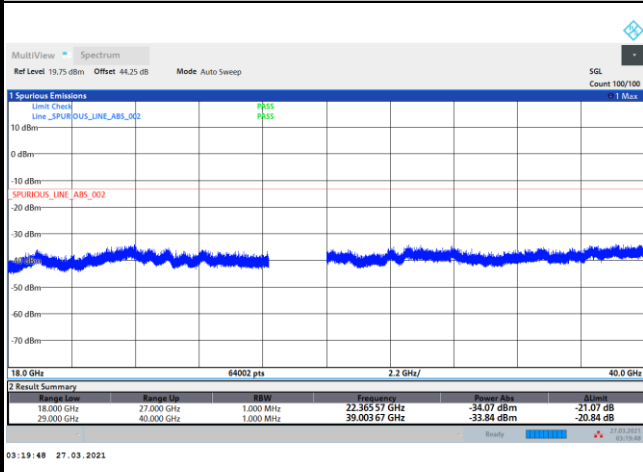 MultiView Spectrum
Ref Level 19.75 dBm Offset 44.25 dB Mode Auto Sweep SGL
Count 100/100
1 Spurious Emissions 1 Max
Limit Check PASS
Line _SPURIOUS_LINE_ABS_002 PASS
10 dBm
0 dBm
-10 dBm
_SPURIOUS_LINE_ABS_002
-20 dBm
-30 dBm
-40 dBm
-50 dBm
-60 dBm
-70 dBm
18.0 GHz 64002 pts 2.2 GHz/ 40.0 GHz
2 Result Summary
Range Low Range Up RBW Frequency Power Abs ΔLimit
18.000 GHz 27.000 GHz 1.000 MHz 22.365 57 GHz -34.07 dBm -21.07 dB
29.000 GHz 40.000 GHz 1.000 MHz 39.003 67 GHz -33.84 dBm -20.84 dB
Ready 27.03.2021
03:19:48
03:19:48 27.03.2021